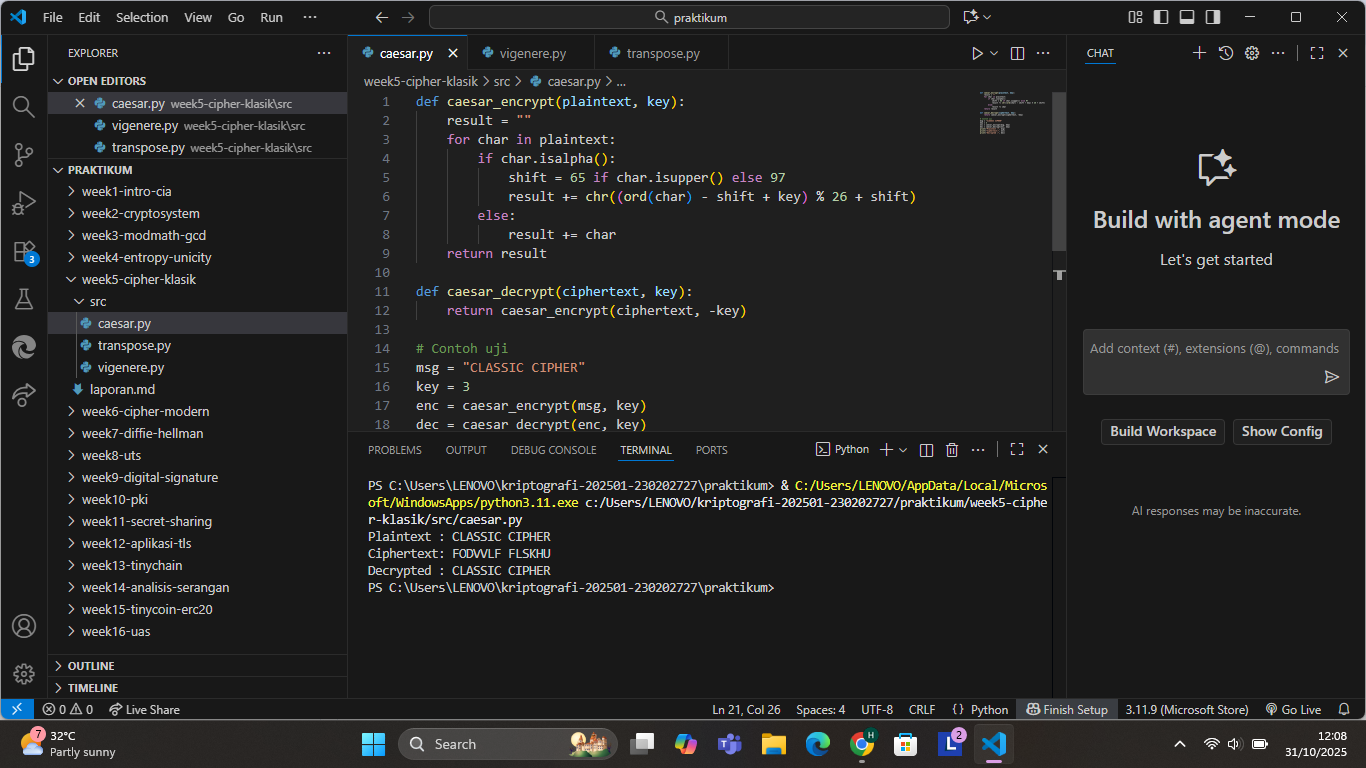 File Edit Selection View Go Run ···
praktikum
EXPLORER
OPEN EDITORS
caesar.py week5-cipher-klasik\src
vigenere.py week5-cipher-klasik\src
transpose.py week5-cipher-klasik\src
PRAKTIKUM
week1-intro-cia
week2-cryptosystem
week3-modmath-gcd
week4-entropy-unicity
week5-cipher-klasik
src
caesar.py
transpose.py
vigenere.py
laporan.md
week6-cipher-modern
week7-diffie-hellman
week8-uts
week9-digital-signature
week10-pki
week11-secret-sharing
week12-aplikasi-tls
week13-tinychain
week14-analisis-serangan
week15-tinycoin-erc20
week16-uas
OUTLINE
TIMELINE
3
caesar.py vigenere.py transpose.py
week5-cipher-klasik > src > caesar.py > ...
1 def caesar_encrypt(plaintext, key):
2     result = ""
3     for char in plaintext:
4         if char.isalpha():
5             shift = 65 if char.isupper() else 97
6             result += chr((ord(char) - shift + key) % 26 + shift)
7         else:
8             result += char
9     return result
10
11 def caesar_decrypt(ciphertext, key):
12     return caesar_encrypt(ciphertext, -key)
13
14 # Contoh uji
15 msg = "CLASSIC CIPHER"
16 key = 3
17 enc = caesar_encrypt(msg, key)
18 dec = caesar_decrypt(enc, key)
PROBLEMS OUTPUT DEBUG CONSOLE TERMINAL PORTS
Python
PS C:\Users\LENOVO\kriptografi-202501-230202727\praktikum> & C:/Users/LENOVO/AppData/Local/Micros
oft/WindowsApps/python3.11.exe c:/Users/LENOVO/kriptografi-202501-230202727/praktikum/week5-ciphe
r-klasik/src/caesar.py
Plaintext : CLASSIC CIPHER
Ciphertext: FODVVLF FLSKHU
Decrypted : CLASSIC CIPHER
PS C:\Users\LENOVO\kriptografi-202501-230202727\praktikum>
CHAT
Build with agent mode
Let's get started
Add context (#), extensions (@), commands
Build Workspace Show Config
AI responses may be inaccurate.
0 0 Live Share
Ln 21, Col 26 Spaces: 4 UTF-8 CRLF {} Python Finish Setup 3.11.9 (Microsoft Store) Go Live
7
32°C
Partly sunny
Search
H
L
2
12:08
31/10/2025